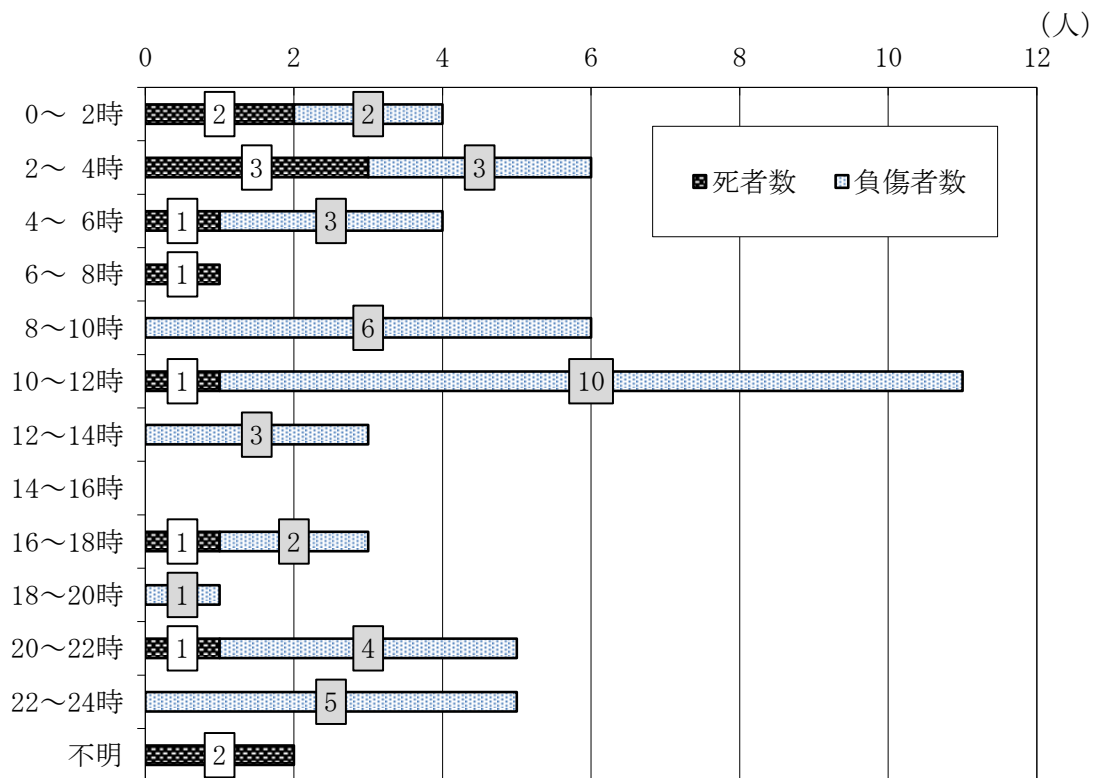 (人)
0 2 4 6 8 10 12
0～ 2時 2 2
2～ 4時 3 3
■死者数 □負傷者数
4～ 6時 1 3
6～ 8時 1
8～10時 6
10～12時 1 10
12～14時 3
14～16時
16～18時 1 2
18～20時 1
20～22時 1 4
22～24時 5
不明 2